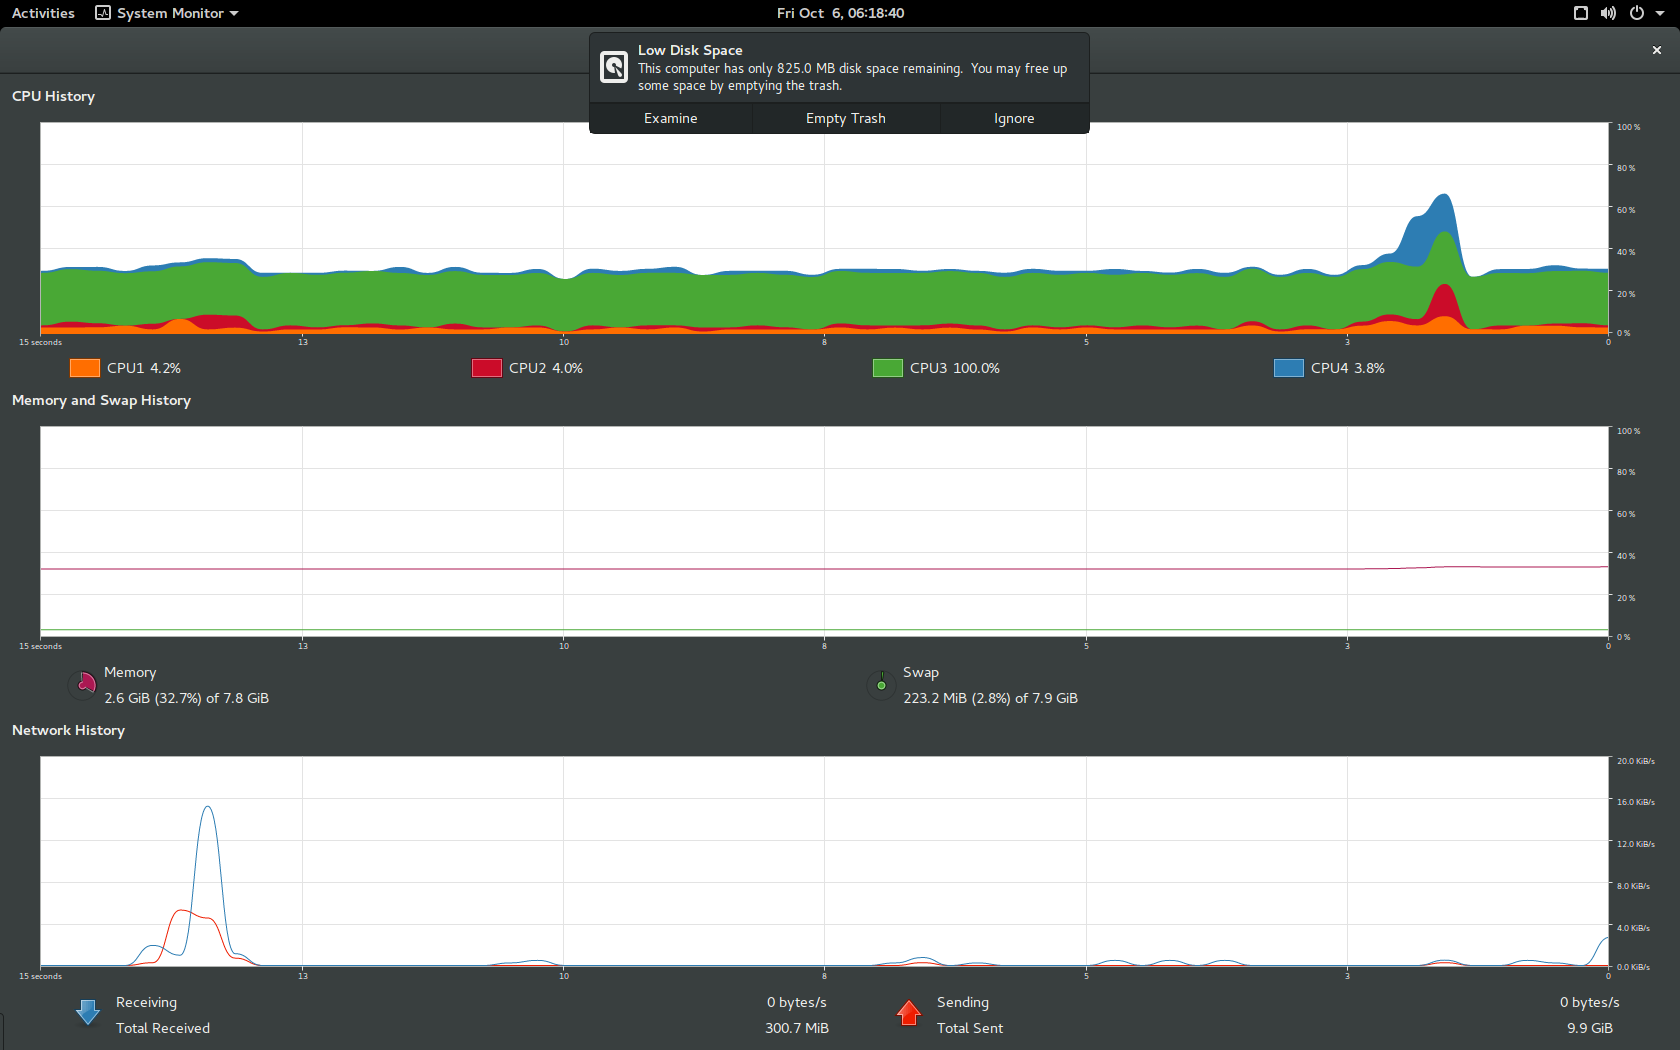 Activities
System Monitor
Fri Oct 6, 06:18:40
Low Disk Space
This computer has only 825.0 MB disk space remaining. You may free up
some space by emptying the trash.
Examine
Empty Trash
Ignore
CPU History
100 %
80 %
60 %
40 %
20 %
0 %
15 seconds
13
10
8
5
3
0
CPU1 4.2%
CPU2 4.0%
CPU3 100.0%
CPU4 3.8%
Memory and Swap History
100 %
80 %
60 %
40 %
20 %
0 %
15 seconds
13
10
8
5
3
0
Memory
2.6 GiB (32.7%) of 7.8 GiB
Swap
223.2 MiB (2.8%) of 7.9 GiB
Network History
20.0 KiB/s
16.0 KiB/s
12.0 KiB/s
8.0 KiB/s
4.0 KiB/s
0.0 KiB/s
15 seconds
13
10
8
5
3
0
Receiving 0 bytes/s
Total Received 300.7 MiB
Sending 0 bytes/s
Total Sent 9.9 GiB